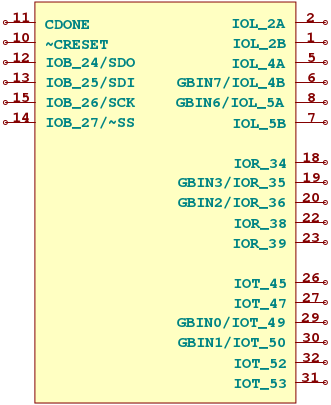 11 CDONE IOL_2A 2
10 ~CRESET IOL_2B 1
12 IOB_24/SDO IOL_4A 5
13 IOB_25/SDI GBIN7/IOL_4B 6
15 IOB_26/SCK GBIN6/IOL_5A 8
14 IOB_27/~SS IOL_5B 7
IOR_34 18
GBIN3/IOR_35 19
GBIN2/IOR_36 20
IOR_38 22
IOR_39 23
IOT_45 26
IOT_47 27
GBIN0/IOT_49 29
GBIN1/IOT_50 30
IOT_52 32
IOT_53 31